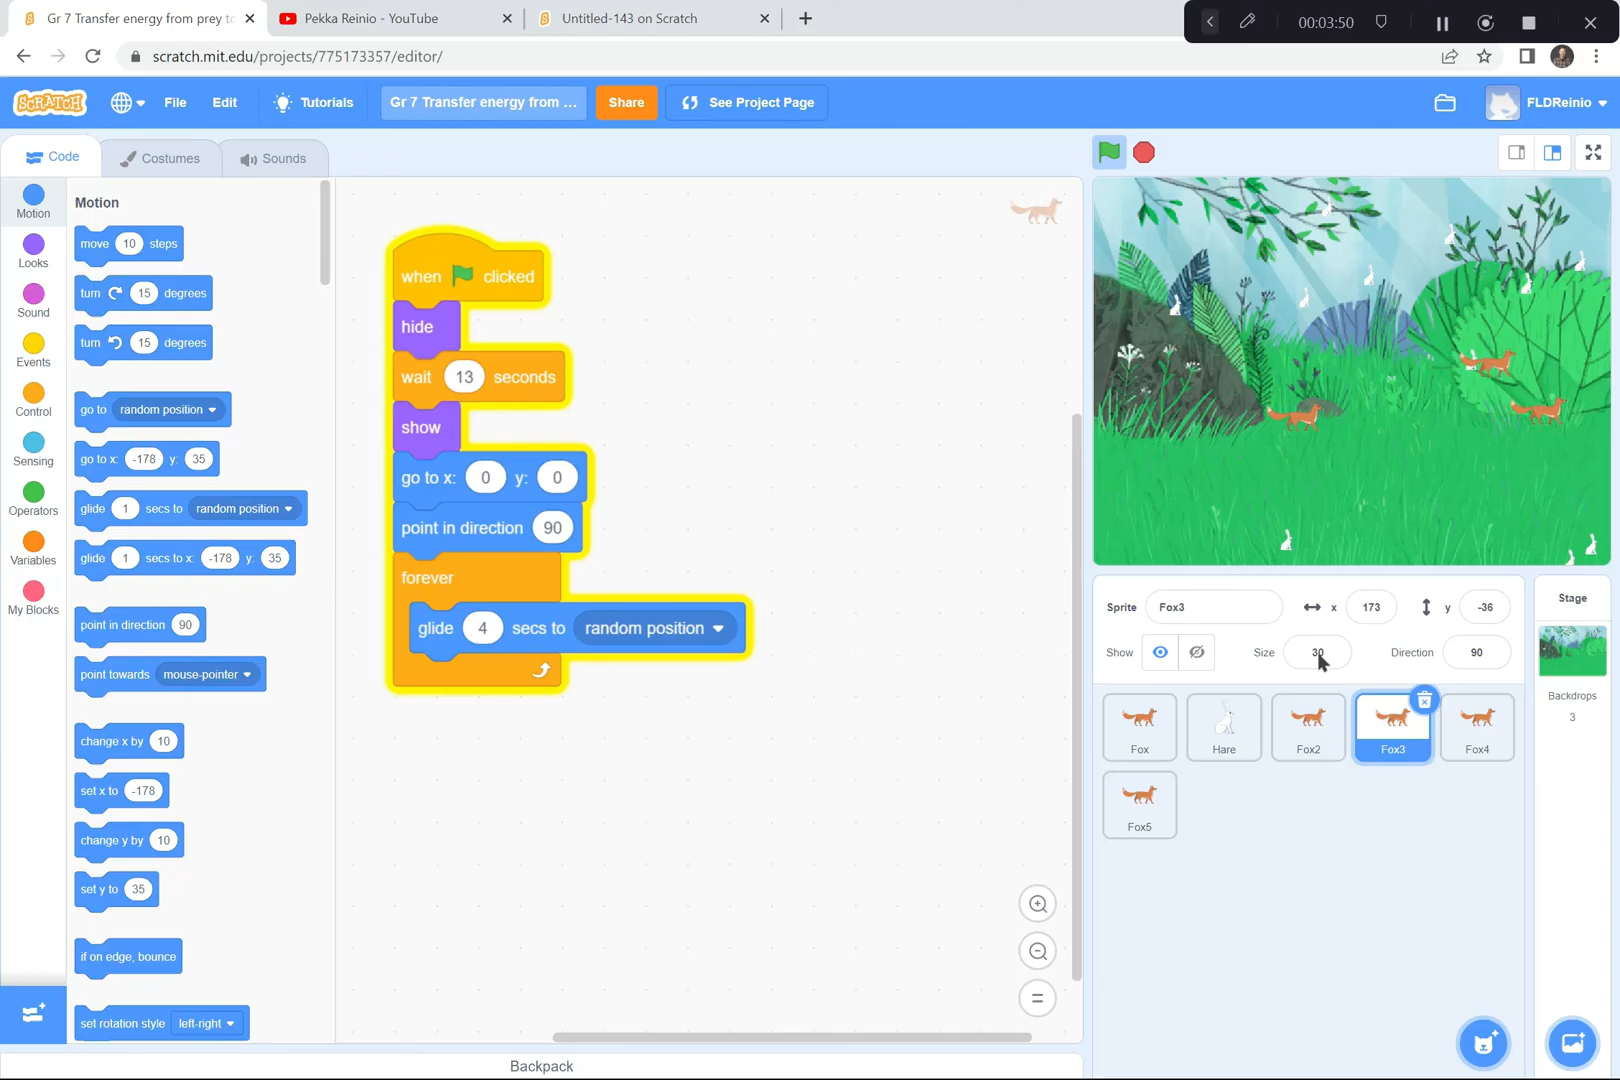 Gr 7 Transfer energy from prey to
Pekka Reinio - YouTube
Untitled-143 on Scratch
00:03:50
scratch.mit.edu/projects/775173357/editor/
SCRATCH
File
Edit
Tutorials
Gr 7 Transfer energy from ...
Share
See Project Page
FLDReinio
Code
Costumes
Sounds
Motion
Looks
Sound
Events
Control
Sensing
Operators
Variables
My Blocks
Motion
move 10 steps
turn 15 degrees
turn 15 degrees
go to random position
go to x: -178 y: 35
glide 1 secs to random position
glide 1 secs to x: -178 y: 35
point in direction 90
point towards mouse-pointer
change x by 10
set x to -178
change y by 10
set y to 35
if on edge, bounce
set rotation style left-right
when clicked
hide
wait 13 seconds
show
go to x: 0 y: 0
point in direction 90
forever
glide 4 secs to random position
Backpack
Sprite Fox3 x 173 y -36
Show Size 30 Direction 90
Fox
Hare
Fox2
Fox3
Fox4
Fox5
Stage
Backdrops
3